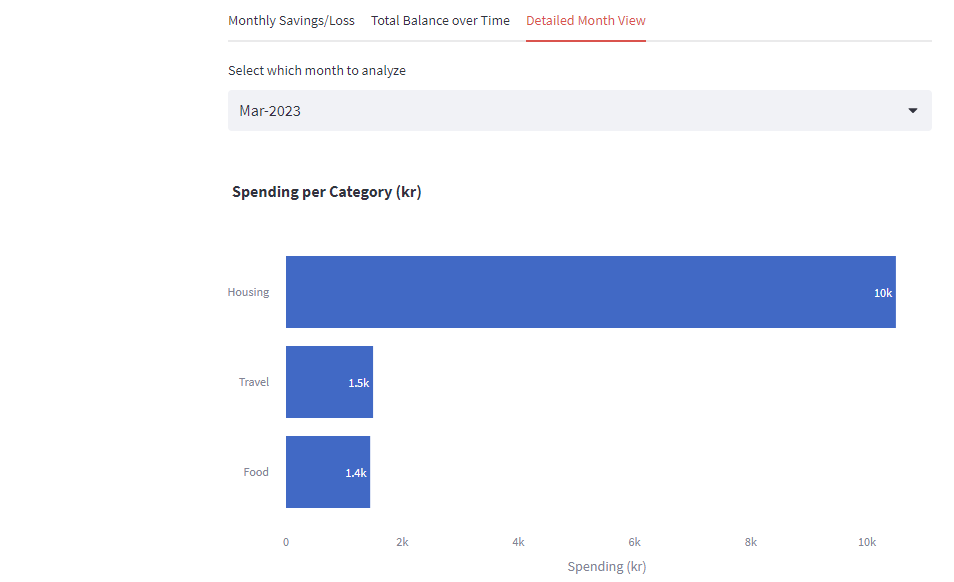 Monthly Savings/Loss Total Balance over Time Detailed Month View
Select which month to analyze
Mar-2023
Spending per Category (kr)
Housing 10k
Travel 1.5k
Food 1.4k
0 2k 4k 6k 8k 10k
Spending (kr)